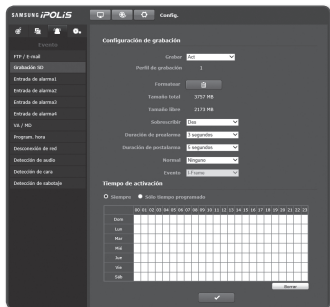 SAMSUNG iPOLiS
Config.
Evento
FTP / E-mail
Grabación SD
Entrada de alarma1
Entrada de alarma2
Entrada de alarma3
Entrada de alarma4
VA / MD
Program. hora
Desconexión de red
Detección de audio
Detección de cara
Detección de sabotaje
Configuración de grabación
Grabar Act
Perfil de grabación 1
Formatear
Tamaño total 3757 MB
Tamaño libre 2173 MB
Sobrescribir Des
Duración de prealarma 3 segundos
Duración de postalarma 5 segundos
Normal Ninguno
Evento I Frame
Tiempo de activación
Siempre Sólo tiempo programado
00 01 02 03 04 05 06 07 08 09 10 11 12 13 14 15 16 17 18 19 20 21 22 23
Dom
Lun
Mar
Mié
Jue
Vie
Sáb
Borrar